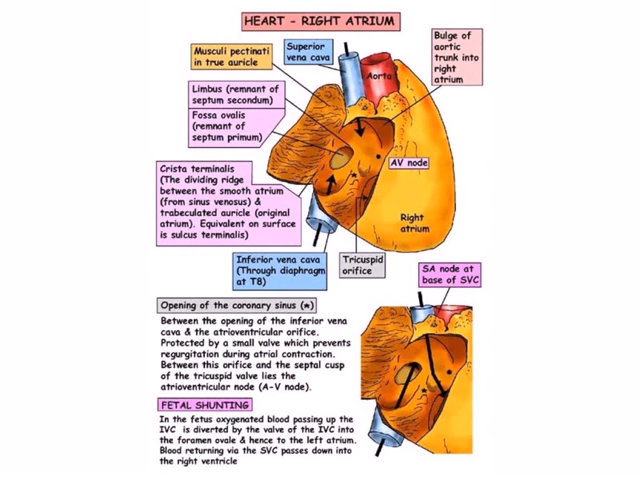 HEART - RIGHT ATRIUM
Musculi pectinati
in true auricle
Superior
vena cava
Bulge of
aortic
trunk into
right
atrium
Aorta
Limbus (remnant of
septum secondum)
Fossa ovalis
(remnant of
septum primum)
AV node
Crista terminalis
(The dividing ridge
between the smooth atrium
(from sinus venosus) &
trabeculated auricle (original
atrium). Equivalent on surface
is sulcus terminalis)
Right
atrium
Inferior vena cava
(Through diaphragm
at T8)
Tricuspid
orifice
SA node at
base of SVC
Opening of the coronary sinus (*)
Between the opening of the inferior vena
cava & the atrioventricular orifice.
Protected by a small valve which prevents
regurgitation during atrial contraction.
Between this orifice and the septal cusp
of the tricuspid valve lies the
atrioventricular node (A-V node).
FETAL SHUNTING
In the fetus oxygenated blood passing up the
IVC is diverted by the valve of the IVC into
the foramen ovale & hence to the left atrium.
Blood returning via the SVC passes down into
the right ventricle